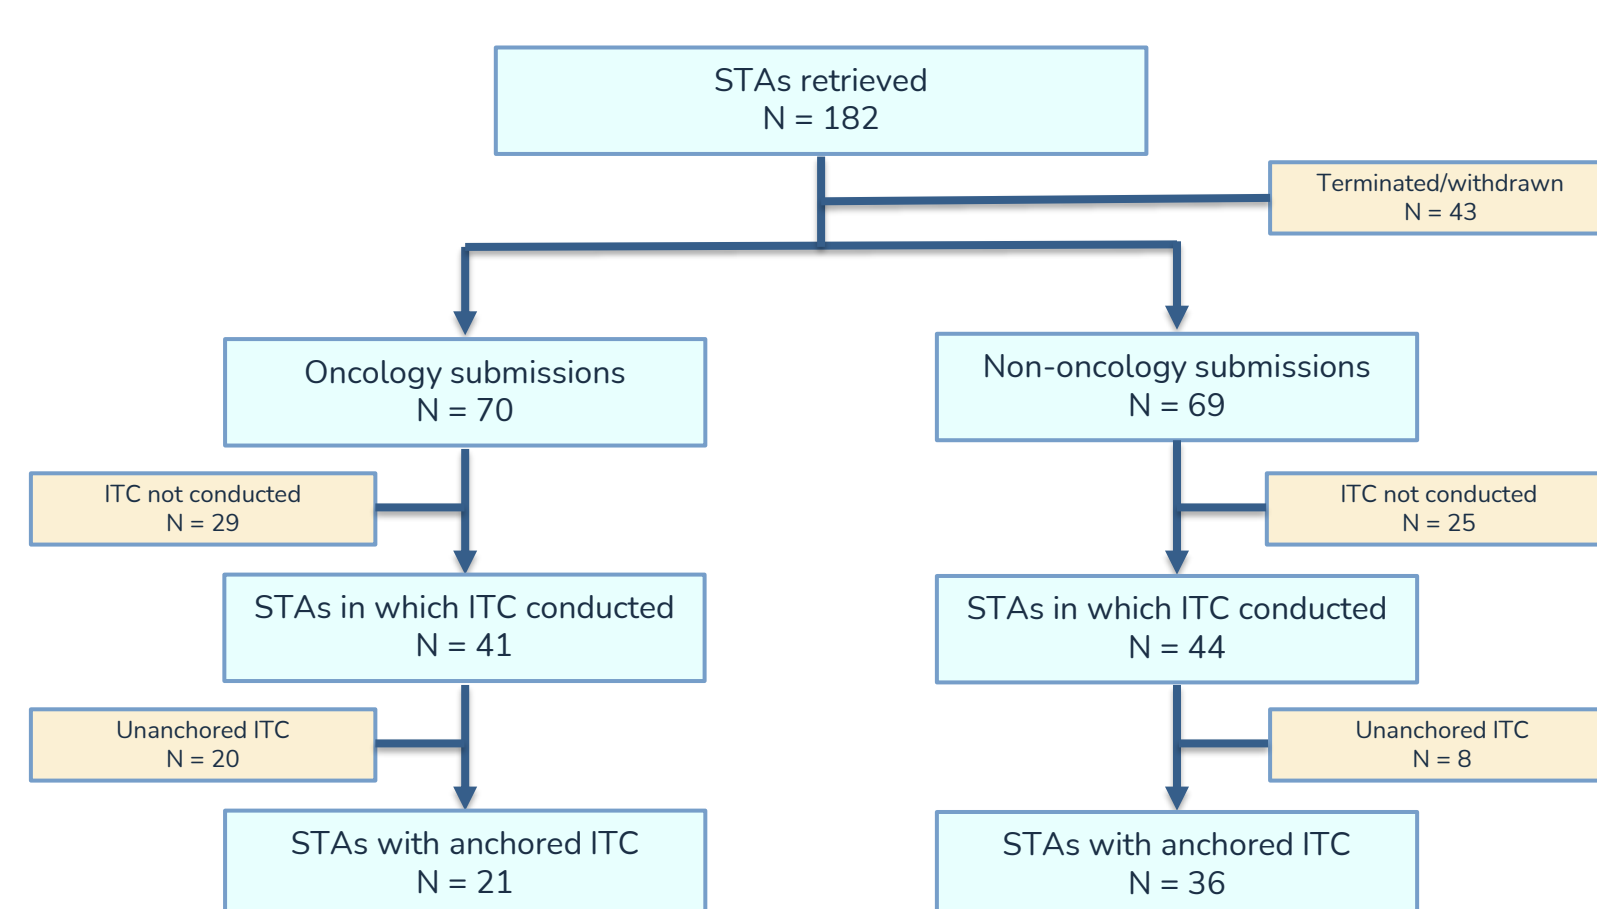 STAs retrieved
N = 182
Terminated/withdrawn
N = 43
Oncology submissions
N = 70
Non-oncology submissions
N = 69
ITC not conducted
N = 29
ITC not conducted
N = 25
STAs in which ITC conducted
N = 41
STAs in which ITC conducted
N = 44
Unanchored ITC
N = 20
Unanchored ITC
N = 8
STAs with anchored ITC
N = 21
STAs with anchored ITC
N = 36